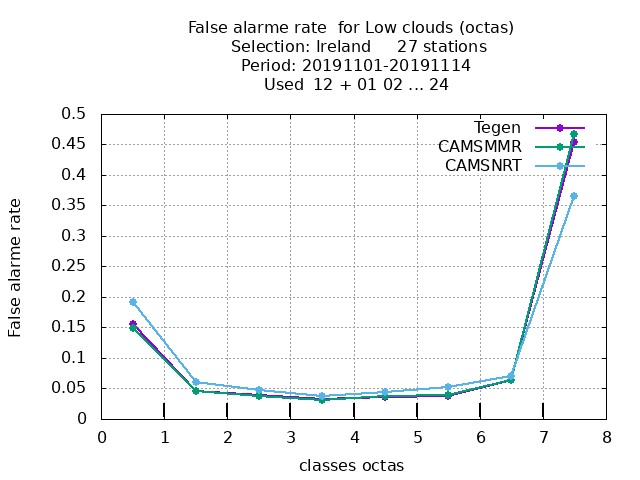 False alarme rate  for Low clouds (octas)
Selection: Ireland     27 stations
Period: 20191101-20191114
Used  12 + 01 02 ... 24
Tegen
CAMSMMR
CAMSNRT
False alarme rate
0.5
0.45
0.4
0.35
0.3
0.25
0.2
0.15
0.1
0.05
0
0 1 2 3 4 5 6 7 8
classes octas